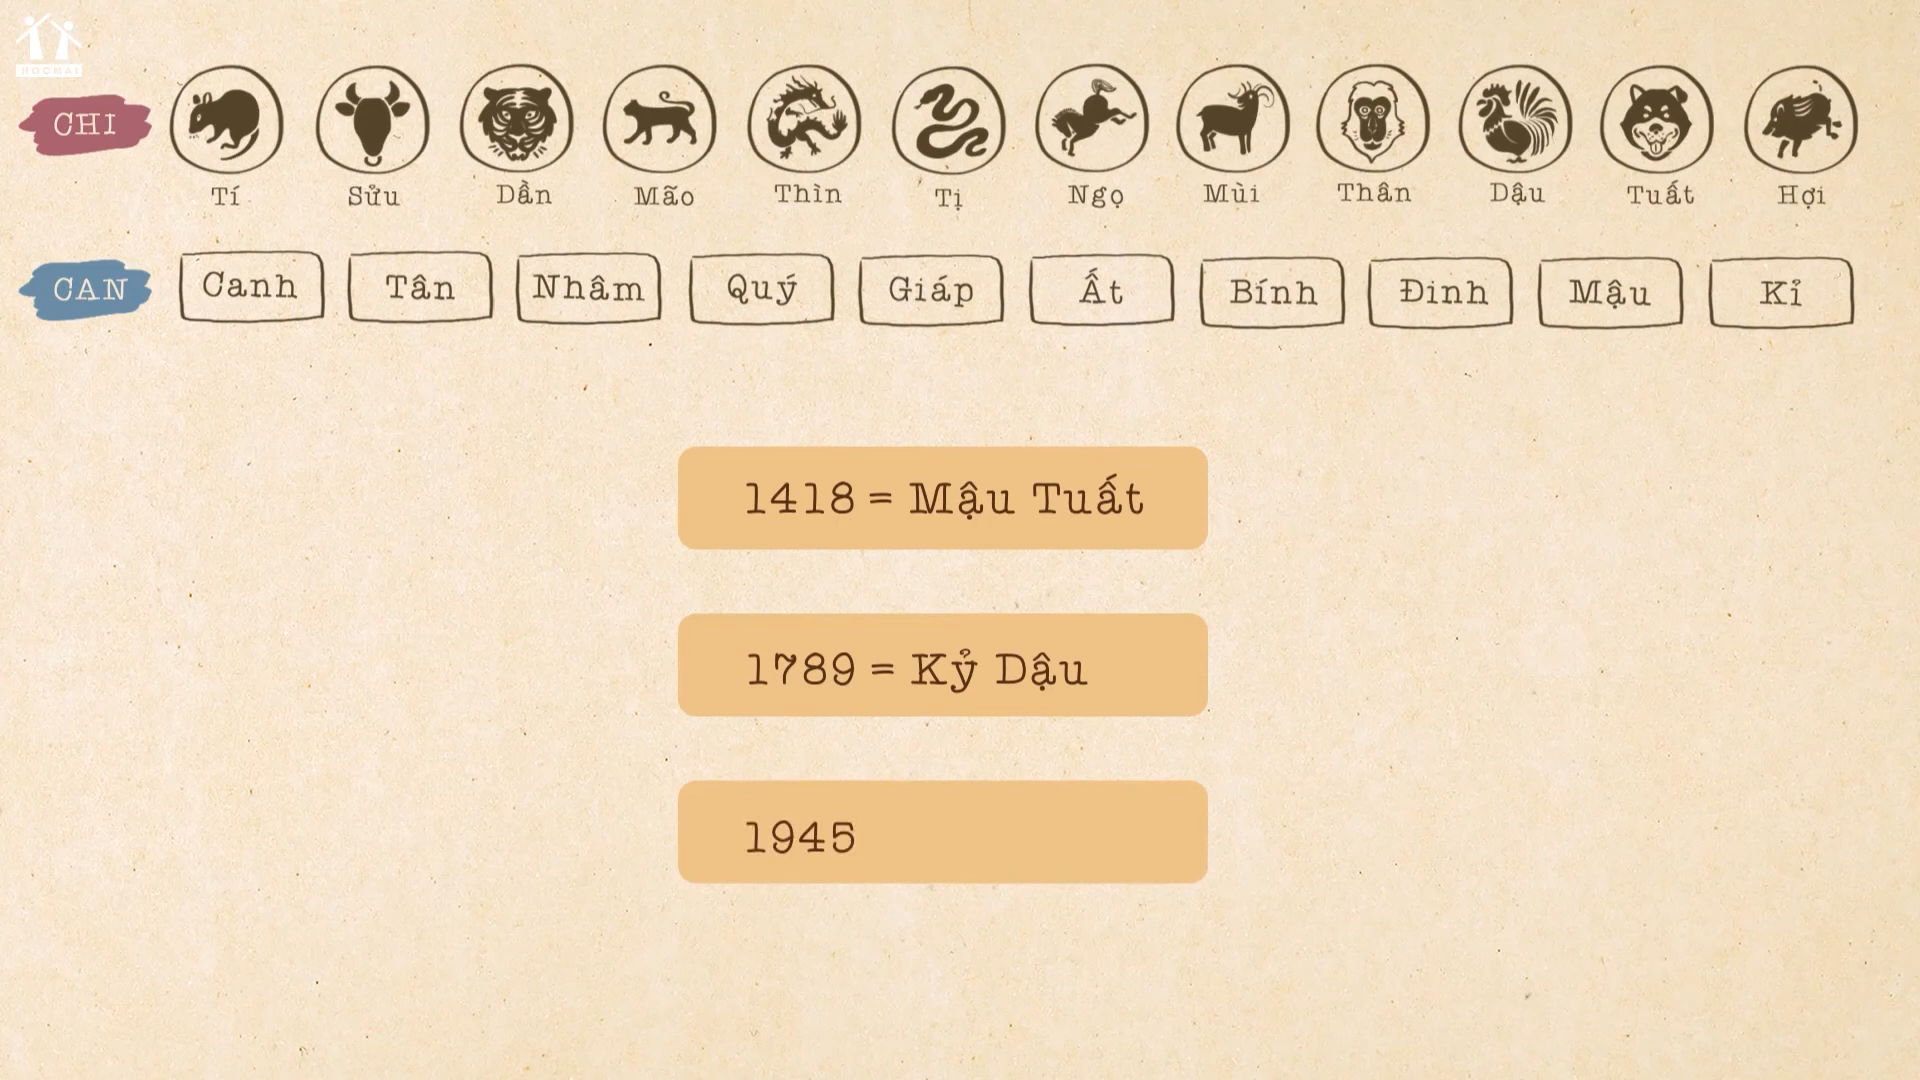 HOCMAI
CHI
Tí Sửu Dần Mão Thìn Tị Ngọ Mùi Thân Dậu Tuất Hợi
CAN
Canh Tân Nhâm Quý Giáp Ất Bính Đinh Mậu Kỉ
1418 = Mậu Tuất
1789 = Kỷ Dậu
1945